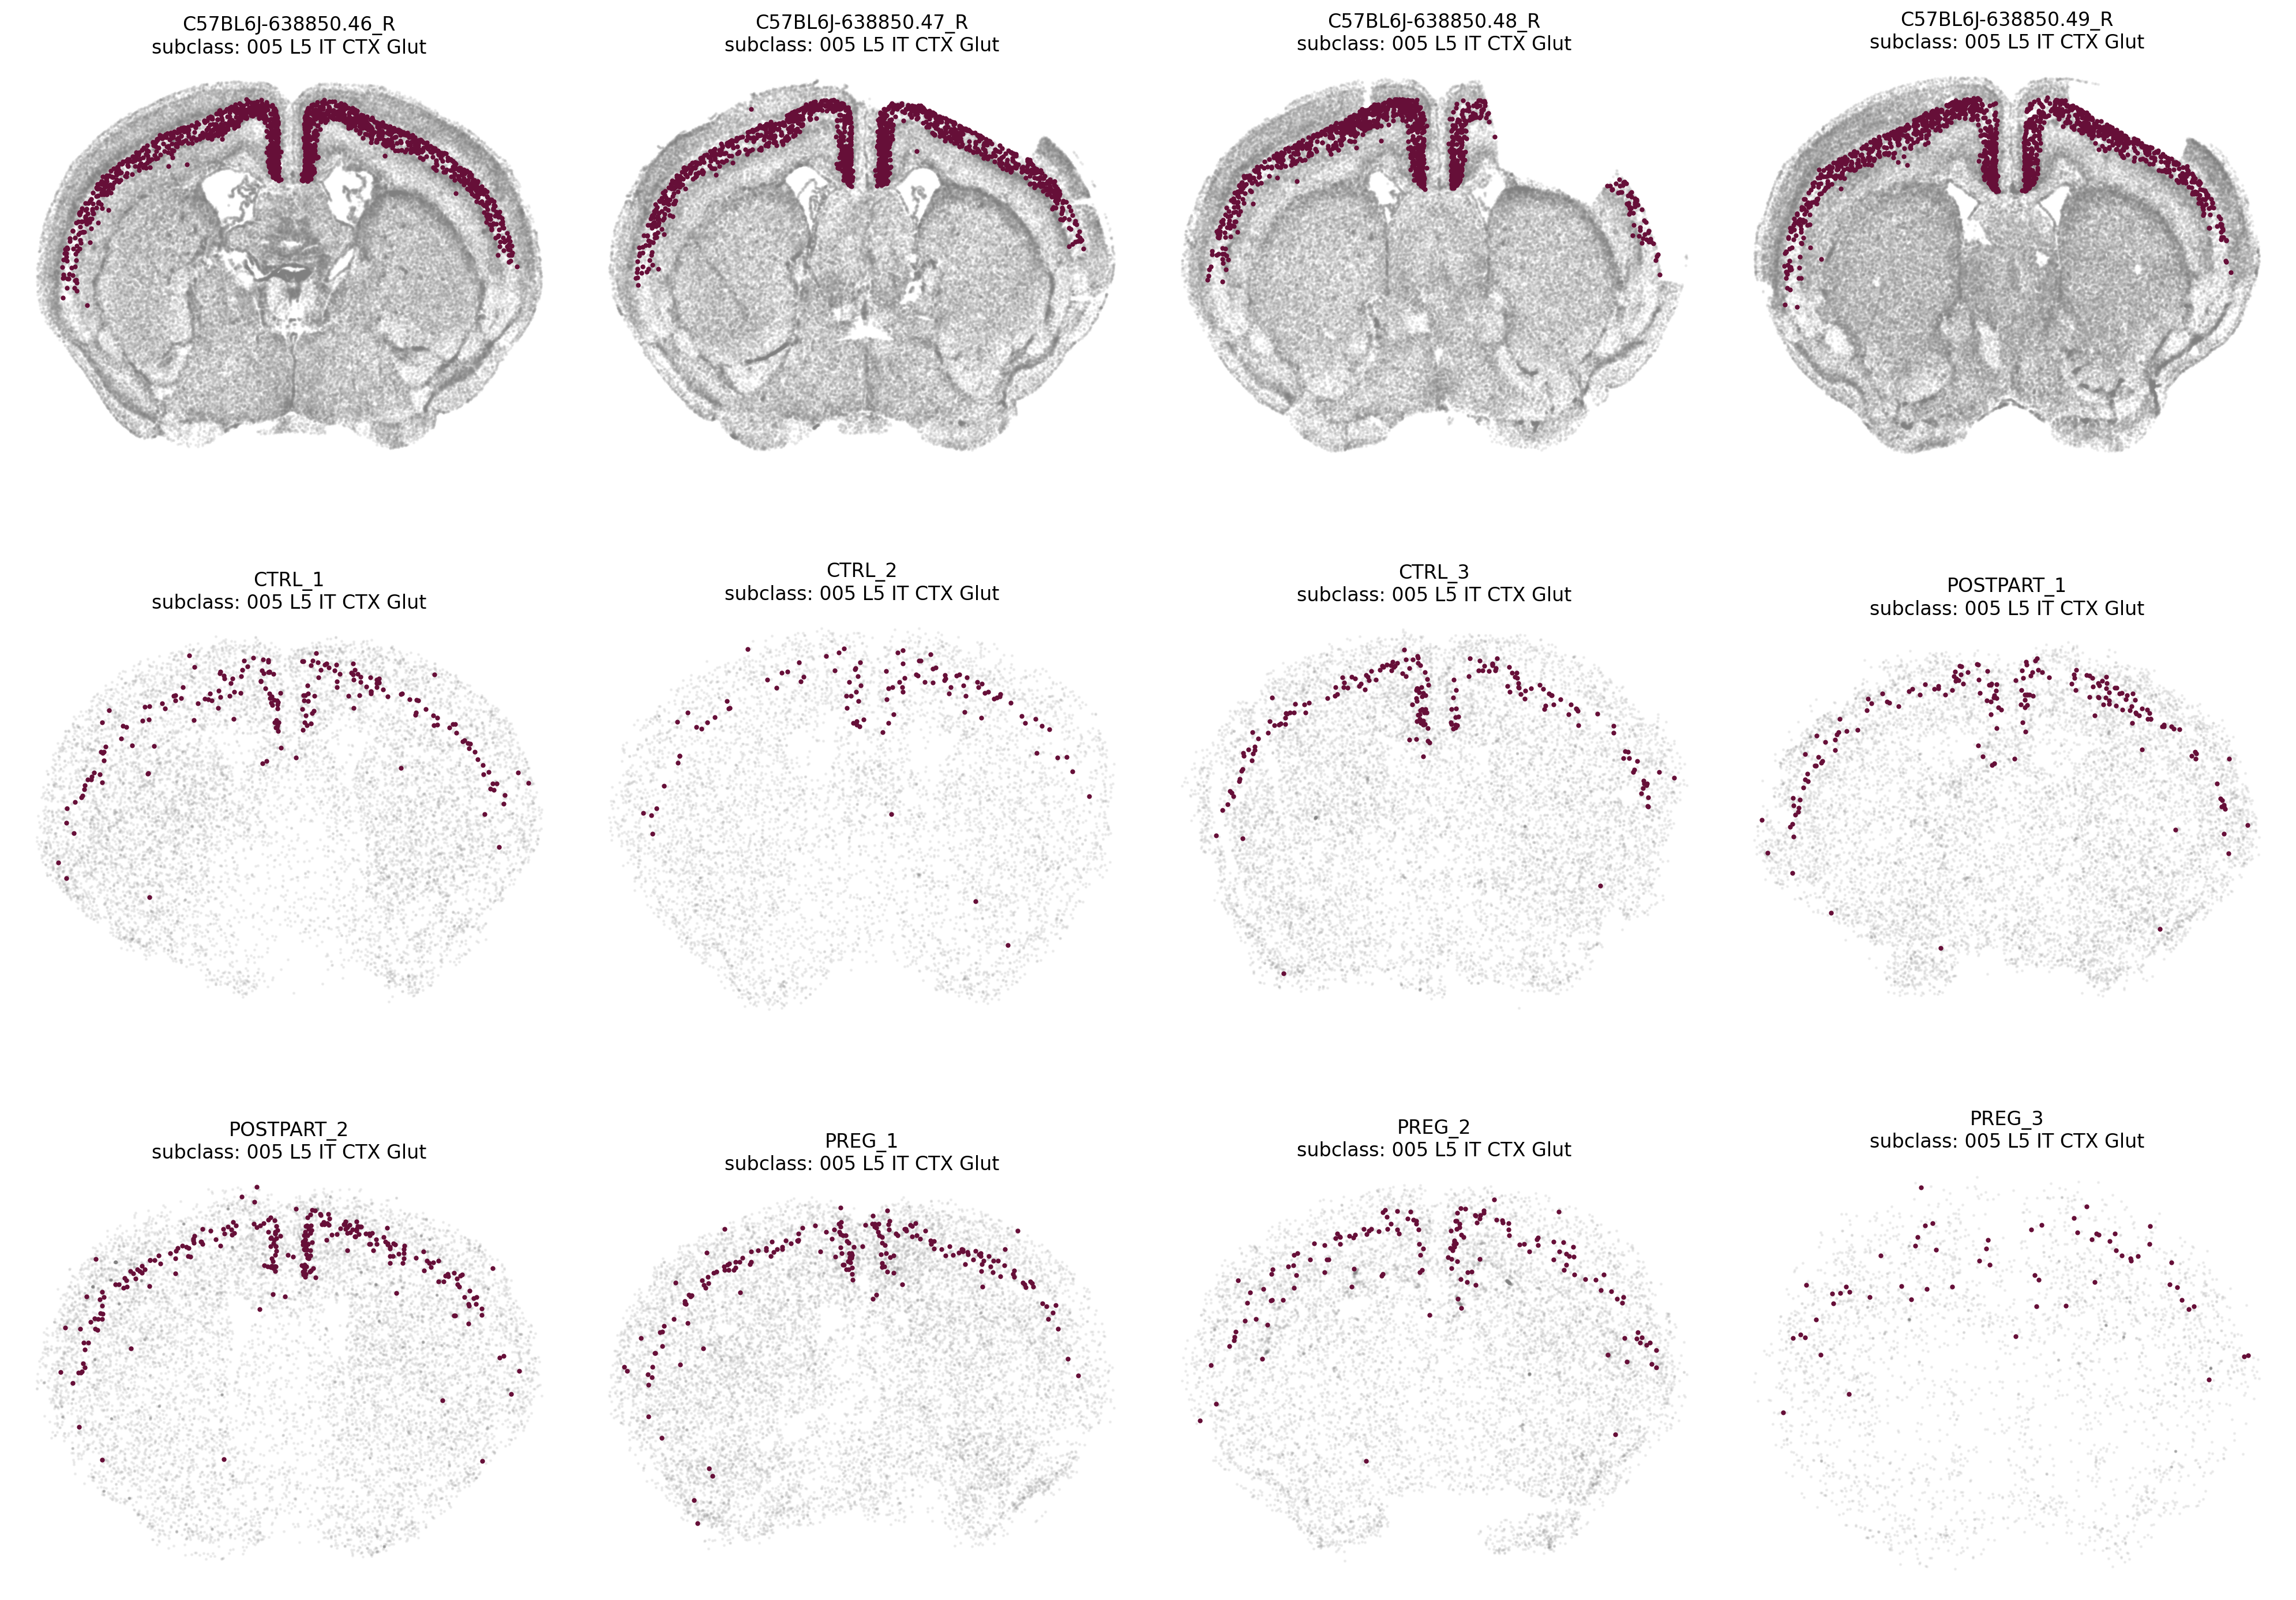 C57BL6J-638850.46_R
subclass: 005 L5 IT CTX Glut
C57BL6J-638850.47_R
subclass: 005 L5 IT CTX Glut
C57BL6J-638850.48_R
subclass: 005 L5 IT CTX Glut
C57BL6J-638850.49_R
subclass: 005 L5 IT CTX Glut
CTRL_1
subclass: 005 L5 IT CTX Glut
CTRL_2
subclass: 005 L5 IT CTX Glut
CTRL_3
subclass: 005 L5 IT CTX Glut
POSTPART_1
subclass: 005 L5 IT CTX Glut
POSTPART_2
subclass: 005 L5 IT CTX Glut
PREG_1
subclass: 005 L5 IT CTX Glut
PREG_2
subclass: 005 L5 IT CTX Glut
PREG_3
subclass: 005 L5 IT CTX Glut